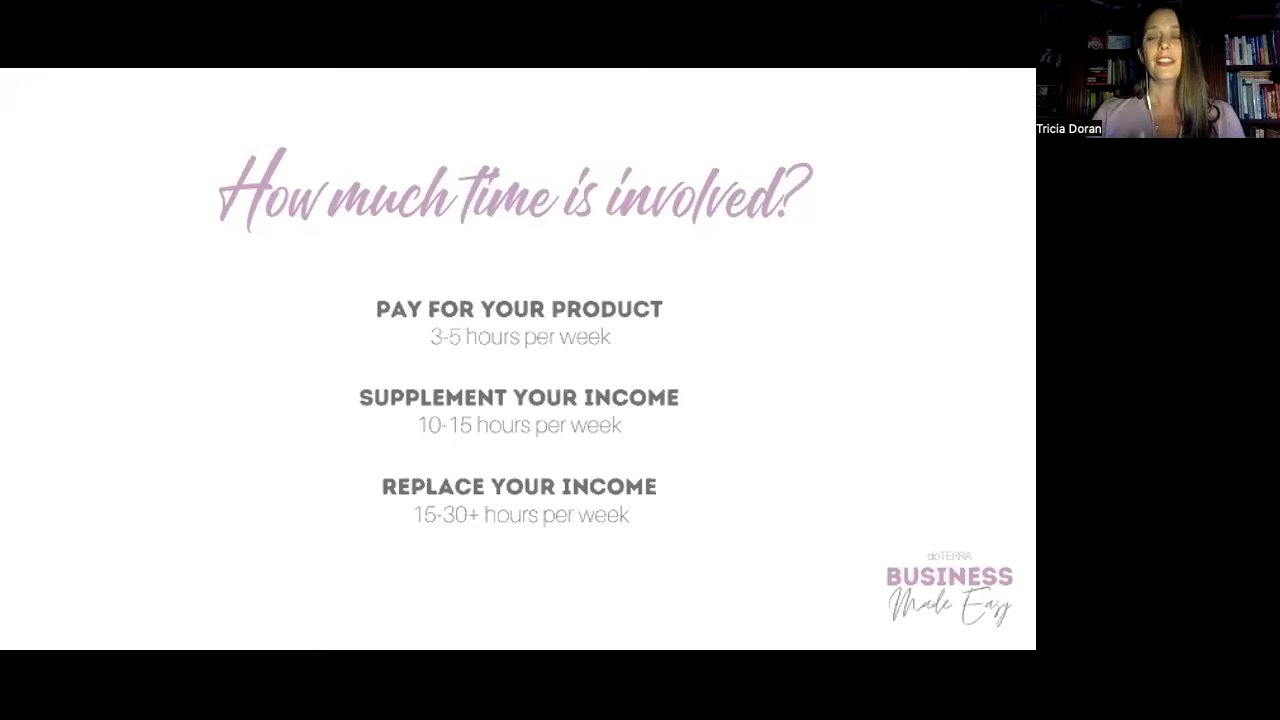 How much time is involved?
PAY FOR YOUR PRODUCT
3-5 hours per week
SUPPLEMENT YOUR INCOME
10-15 hours per week
REPLACE YOUR INCOME
15-30+ hours per week
dōTERRA
BUSINESS
Made Easy
Tricia Doran